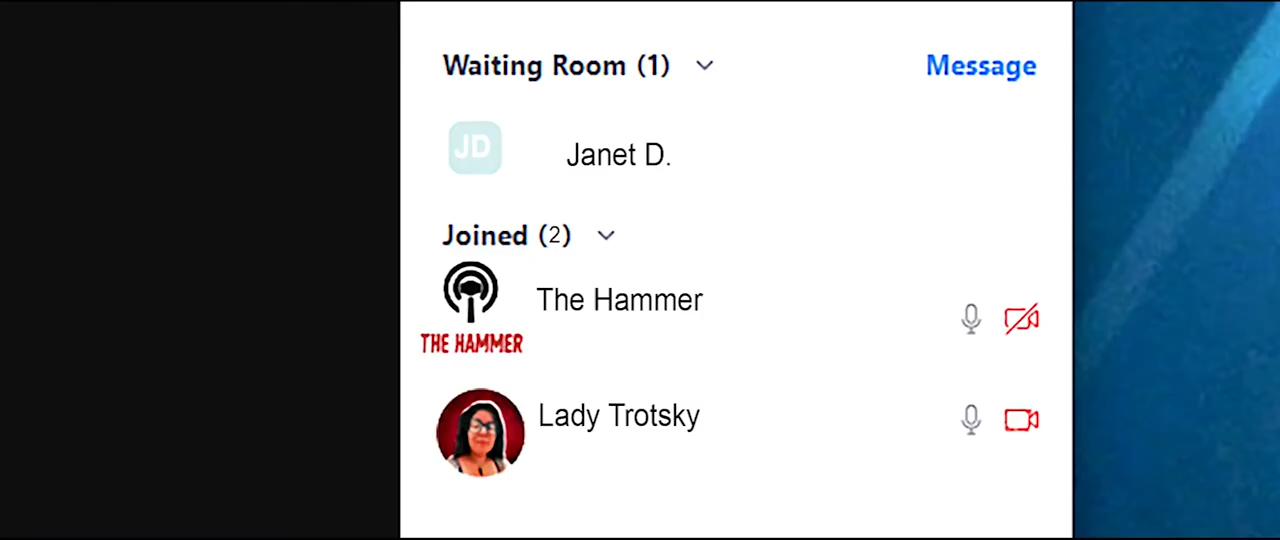 Waiting Room (1)
Message
JD
Janet D.
Joined (2)
The Hammer
THE HAMMER
Lady Trotsky